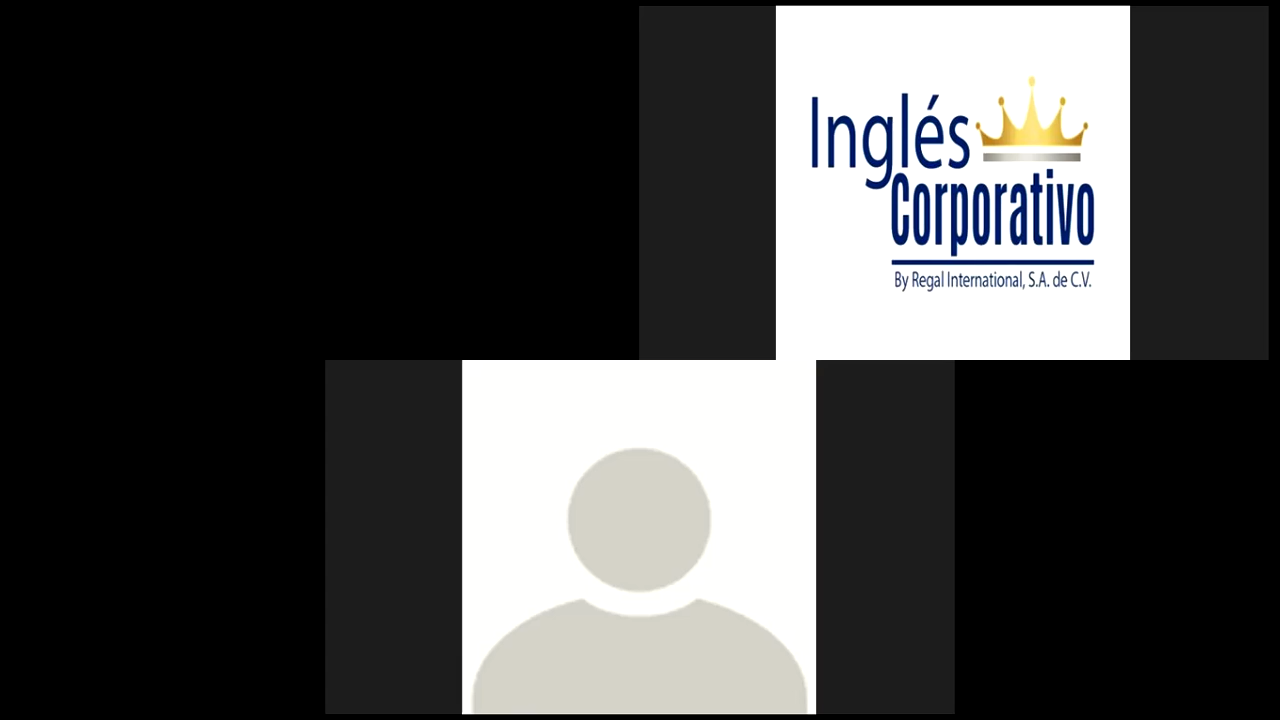 Inglés
Corporativo
By Regal International, S.A. de C.V.